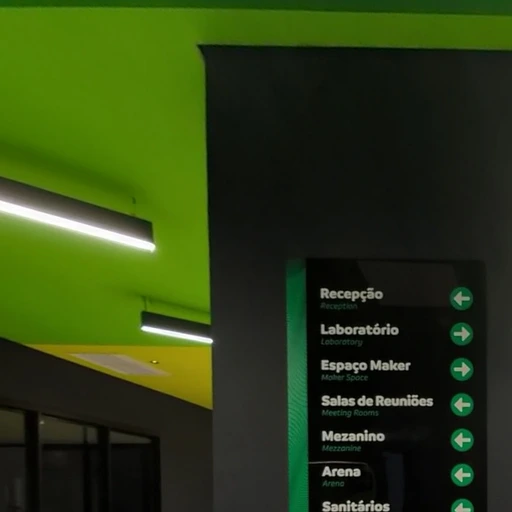 Recepção
Reception
Laboratório
Laboratory
Espaço Maker
Maker Space
Salas de Reuniões
Meeting Rooms
Mezanino
Mezzanine
Arena
Arena
Sanitários